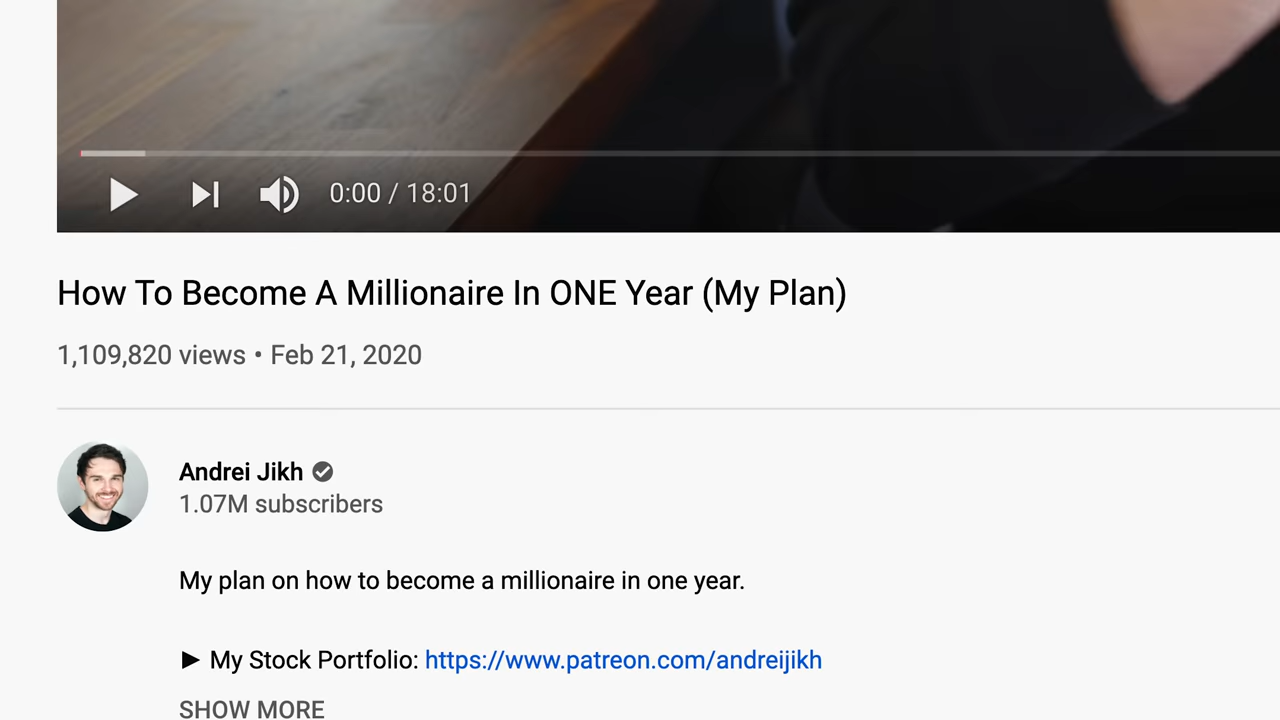 0:00 / 18:01
How To Become A Millionaire In ONE Year (My Plan)
1,109,820 views • Feb 21, 2020
Andrei Jikh
1.07M subscribers
My plan on how to become a millionaire in one year.
► My Stock Portfolio: https://www.patreon.com/andreijikh
SHOW MORE